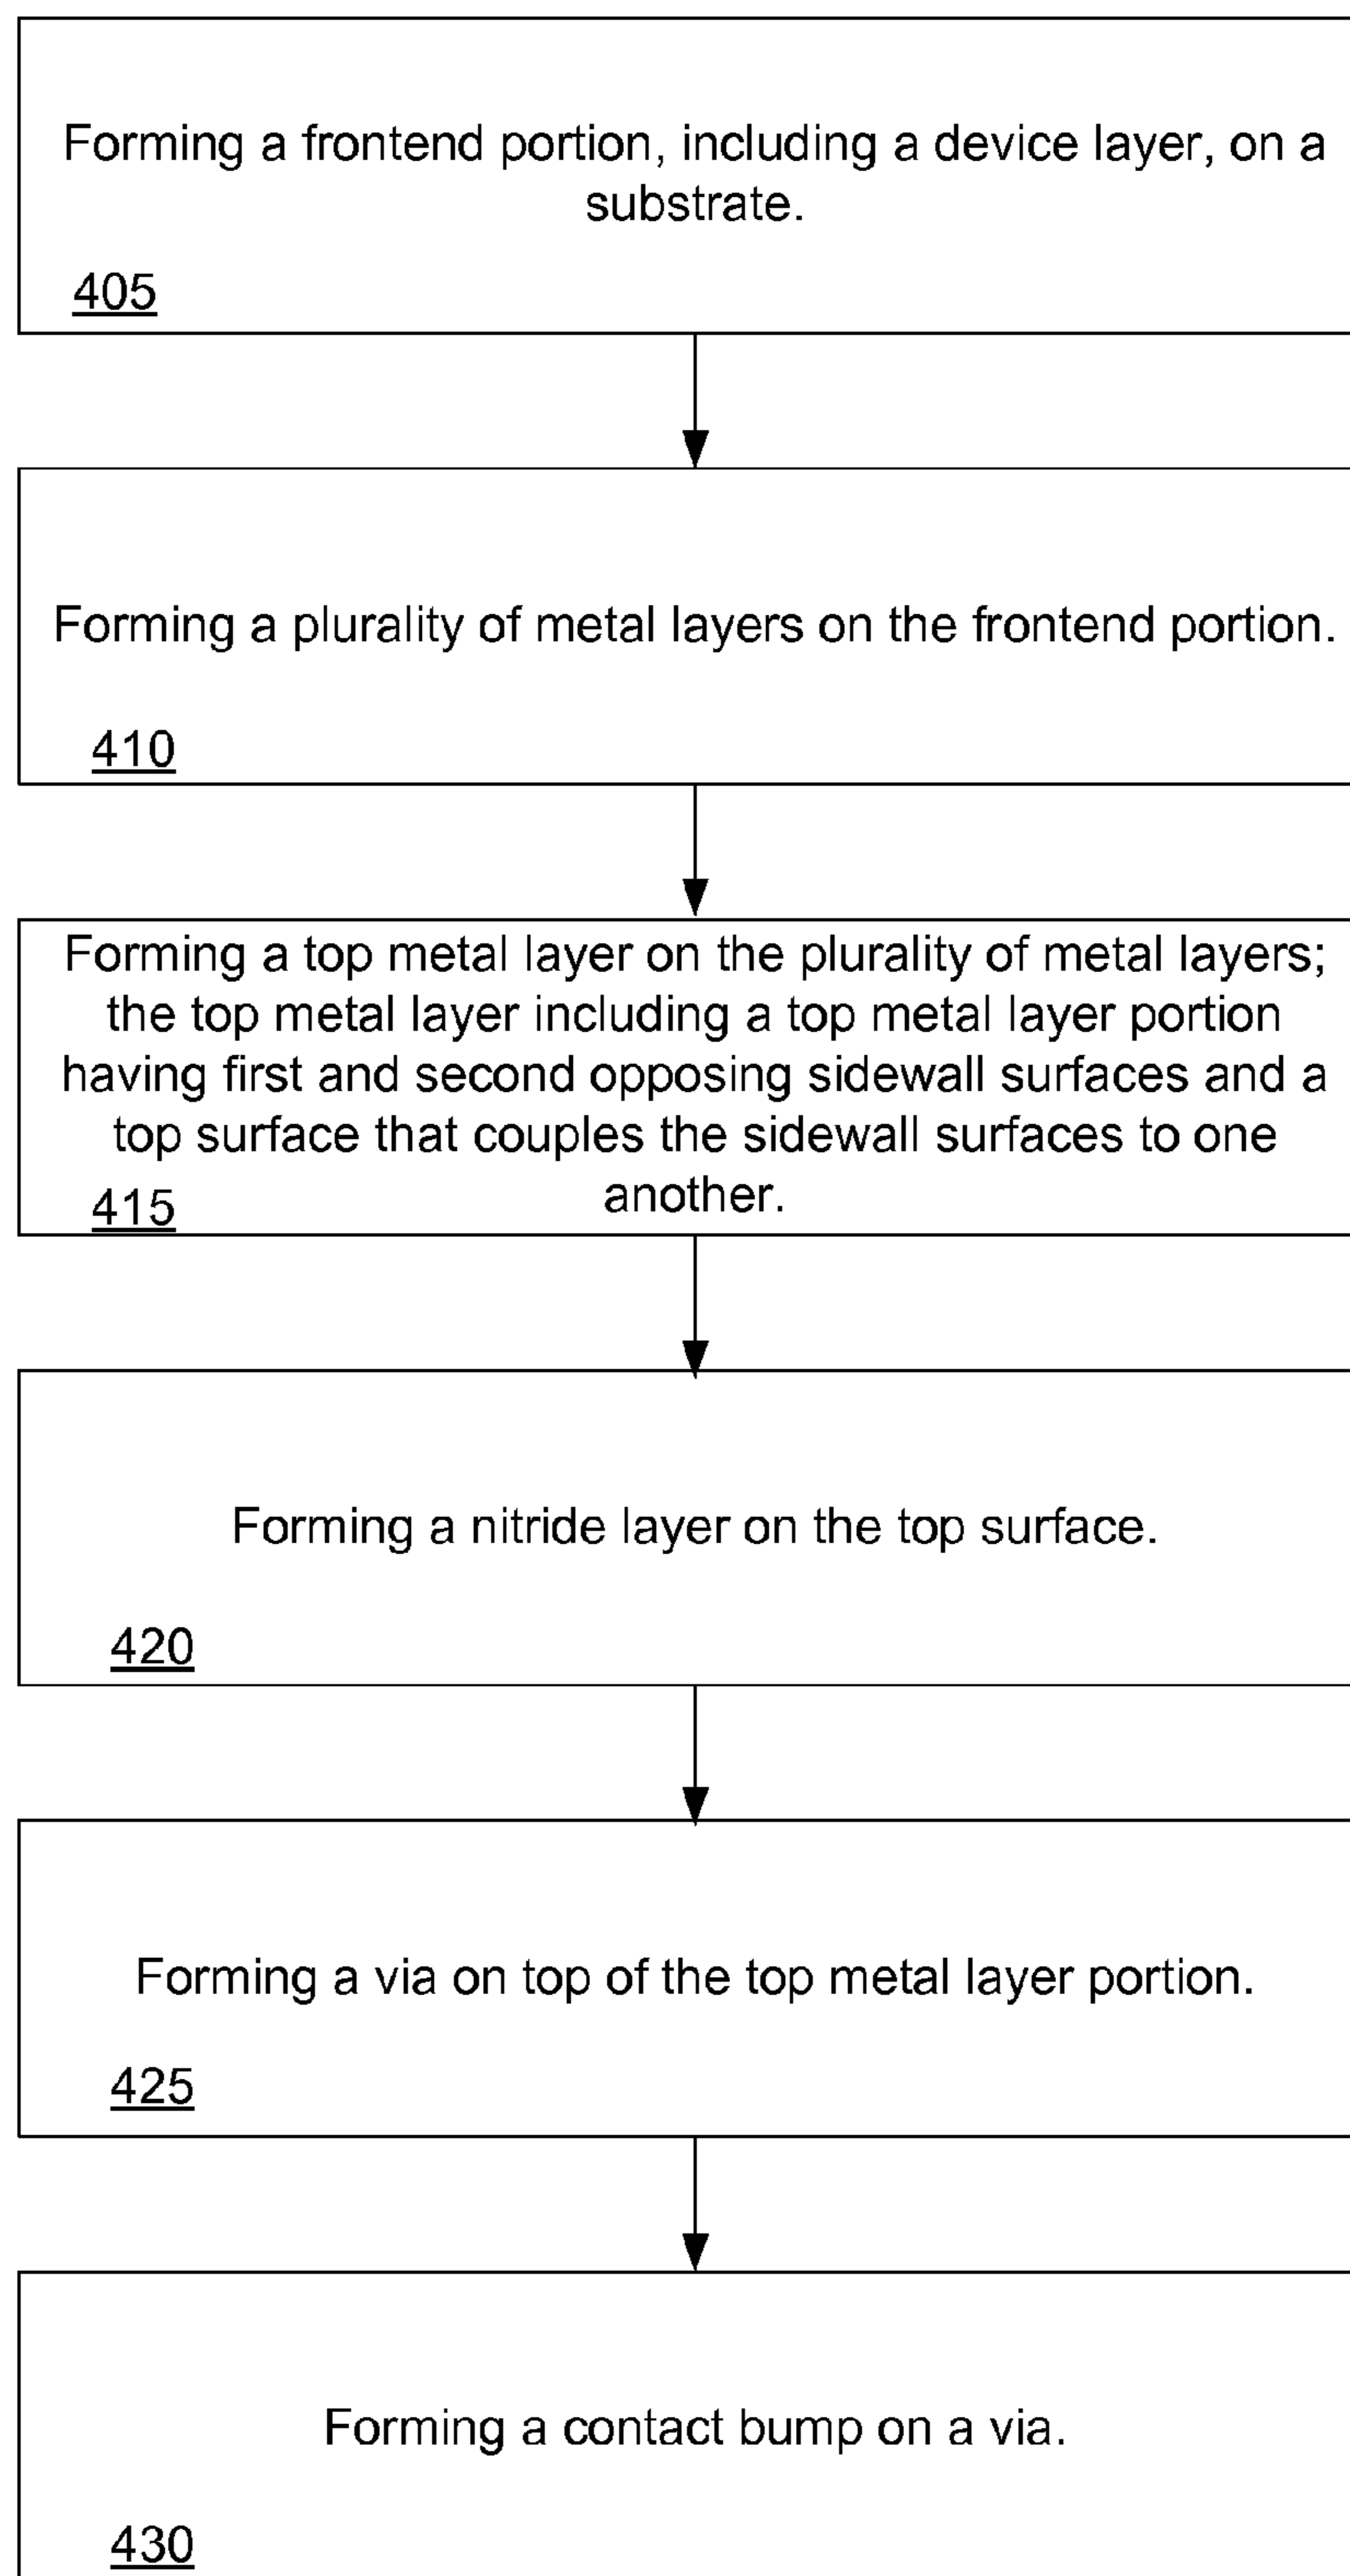 Forming a frontend portion, including a device layer, on a
substrate.
405
Forming a plurality of metal layers on the frontend portion.
410
Forming a top metal layer on the plurality of metal layers;
the top metal layer including a top metal layer portion
having first and second opposing sidewall surfaces and a
top surface that couples the sidewall surfaces to one
another.
415
Forming a nitride layer on the top surface.
420
Forming a via on top of the top metal layer portion.
425
Forming a contact bump on a via.
430